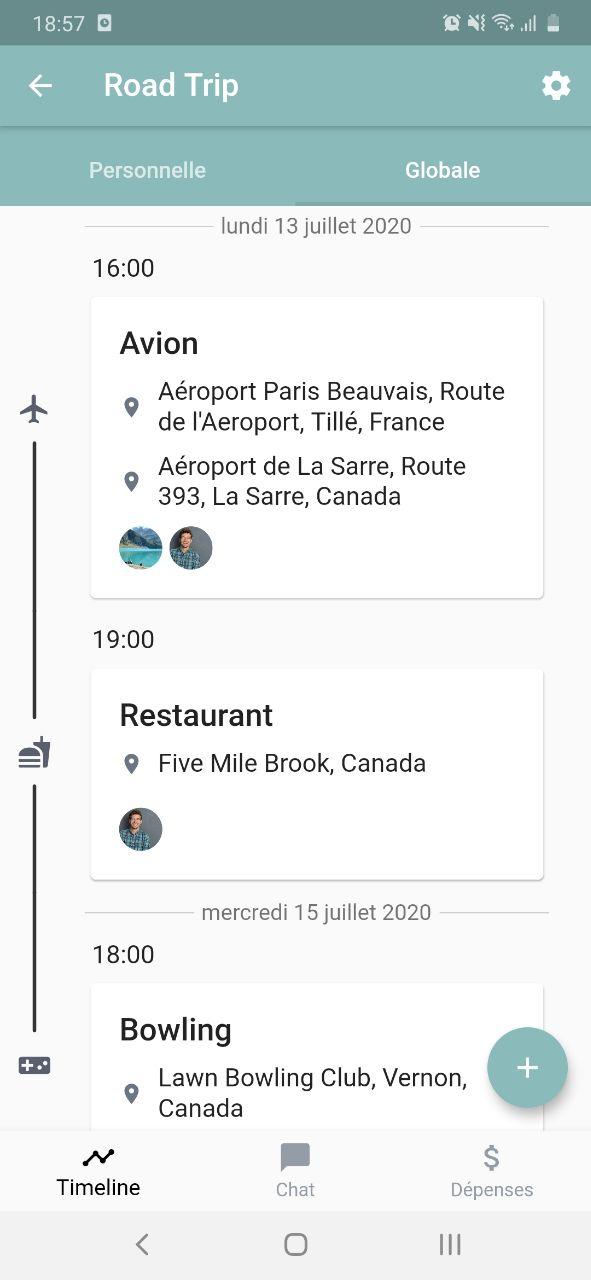 18:57
Road Trip
Personnelle
Globale
lundi 13 juillet 2020
16:00
Avion
Aéroport Paris Beauvais, Route
de l'Aeroport, Tillé, France
Aéroport de La Sarre, Route
393, La Sarre, Canada
19:00
Restaurant
Five Mile Brook, Canada
mercredi 15 juillet 2020
18:00
Bowling
Lawn Bowling Club, Vernon,
Canada
Timeline
Chat
Dépenses